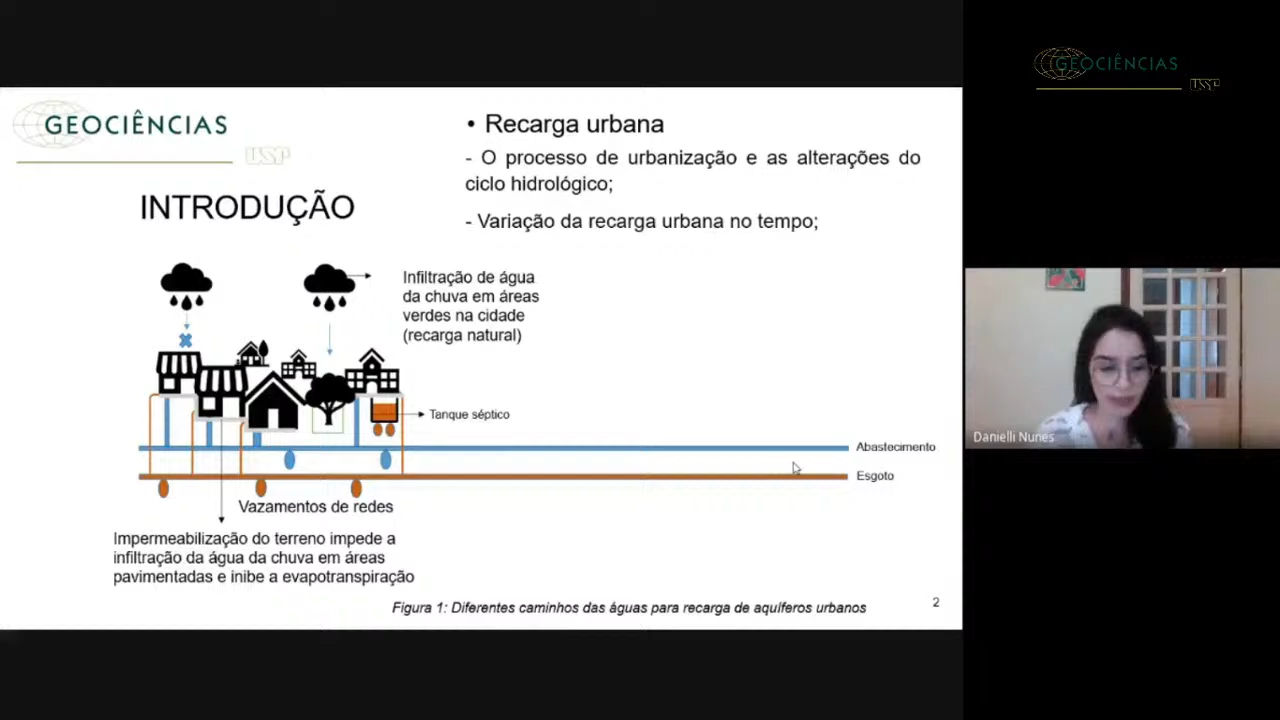 GEOCIÊNCIAS
USP
INTRODUÇÃO
• Recarga urbana
- O processo de urbanização e as alterações do
ciclo hidrológico;
- Variação da recarga urbana no tempo;
Infiltração de água
da chuva em áreas
verdes na cidade
(recarga natural)
Tanque séptico
Abastecimento
Esgoto
Vazamentos de redes
Impermeabilização do terreno impede a
infiltração da água da chuva em áreas
pavimentadas e inibe a evapotranspiração
Figura 1: Diferentes caminhos das águas para recarga de aquíferos urbanos
2
GEOCIÊNCIAS
USP
Danielli Nunes